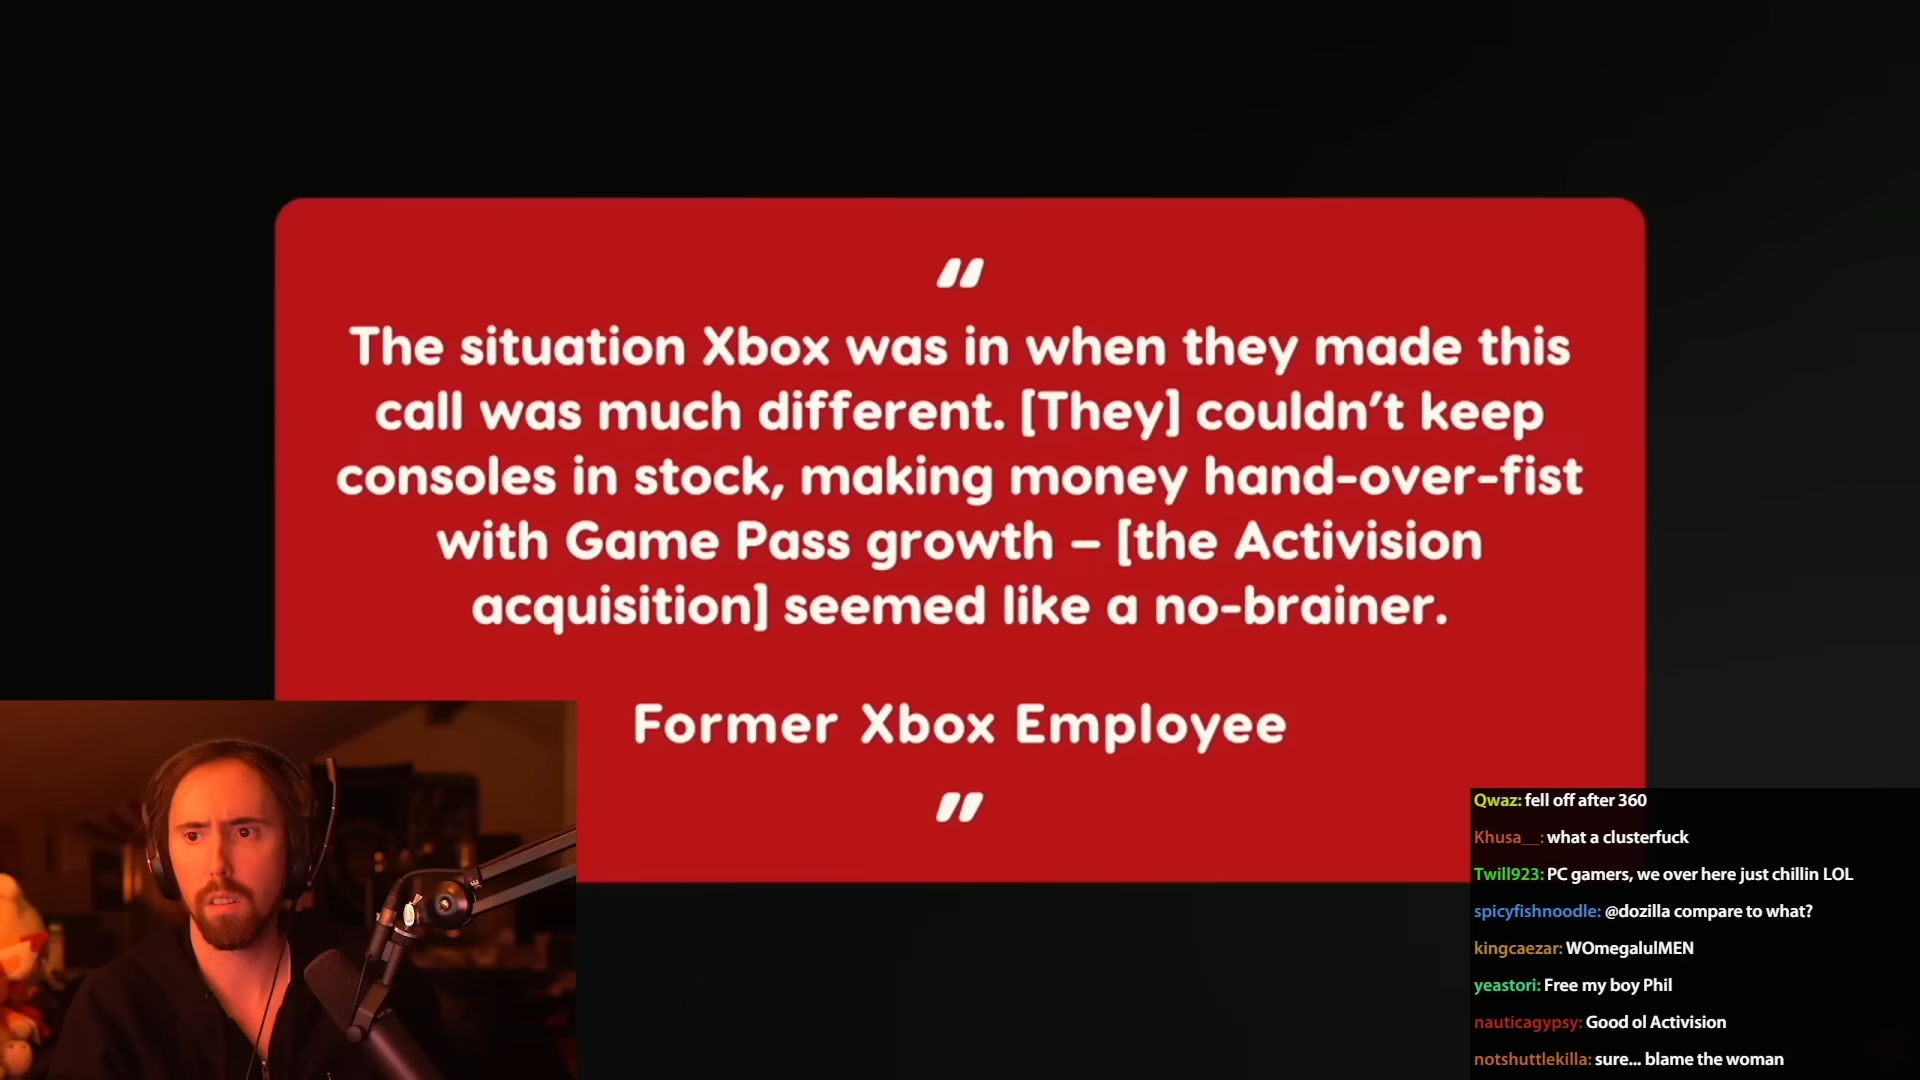 “
The situation Xbox was in when they made this
call was much different. [They] couldn’t keep
consoles in stock, making money hand-over-fist
with Game Pass growth – [the Activision
acquisition] seemed like a no-brainer.
Former Xbox Employee
”
Qwaz: fell off after 360
Khusa__: what a clusterfuck
Twill923: PC gamers, we over here just chillin LOL
spicyfishnoodle: @dozilla compare to what?
kingcaezar: WOmegalulMEN
yeastori: Free my boy Phil
nauticagypsy: Good ol Activision
notshuttlekilla: sure... blame the woman